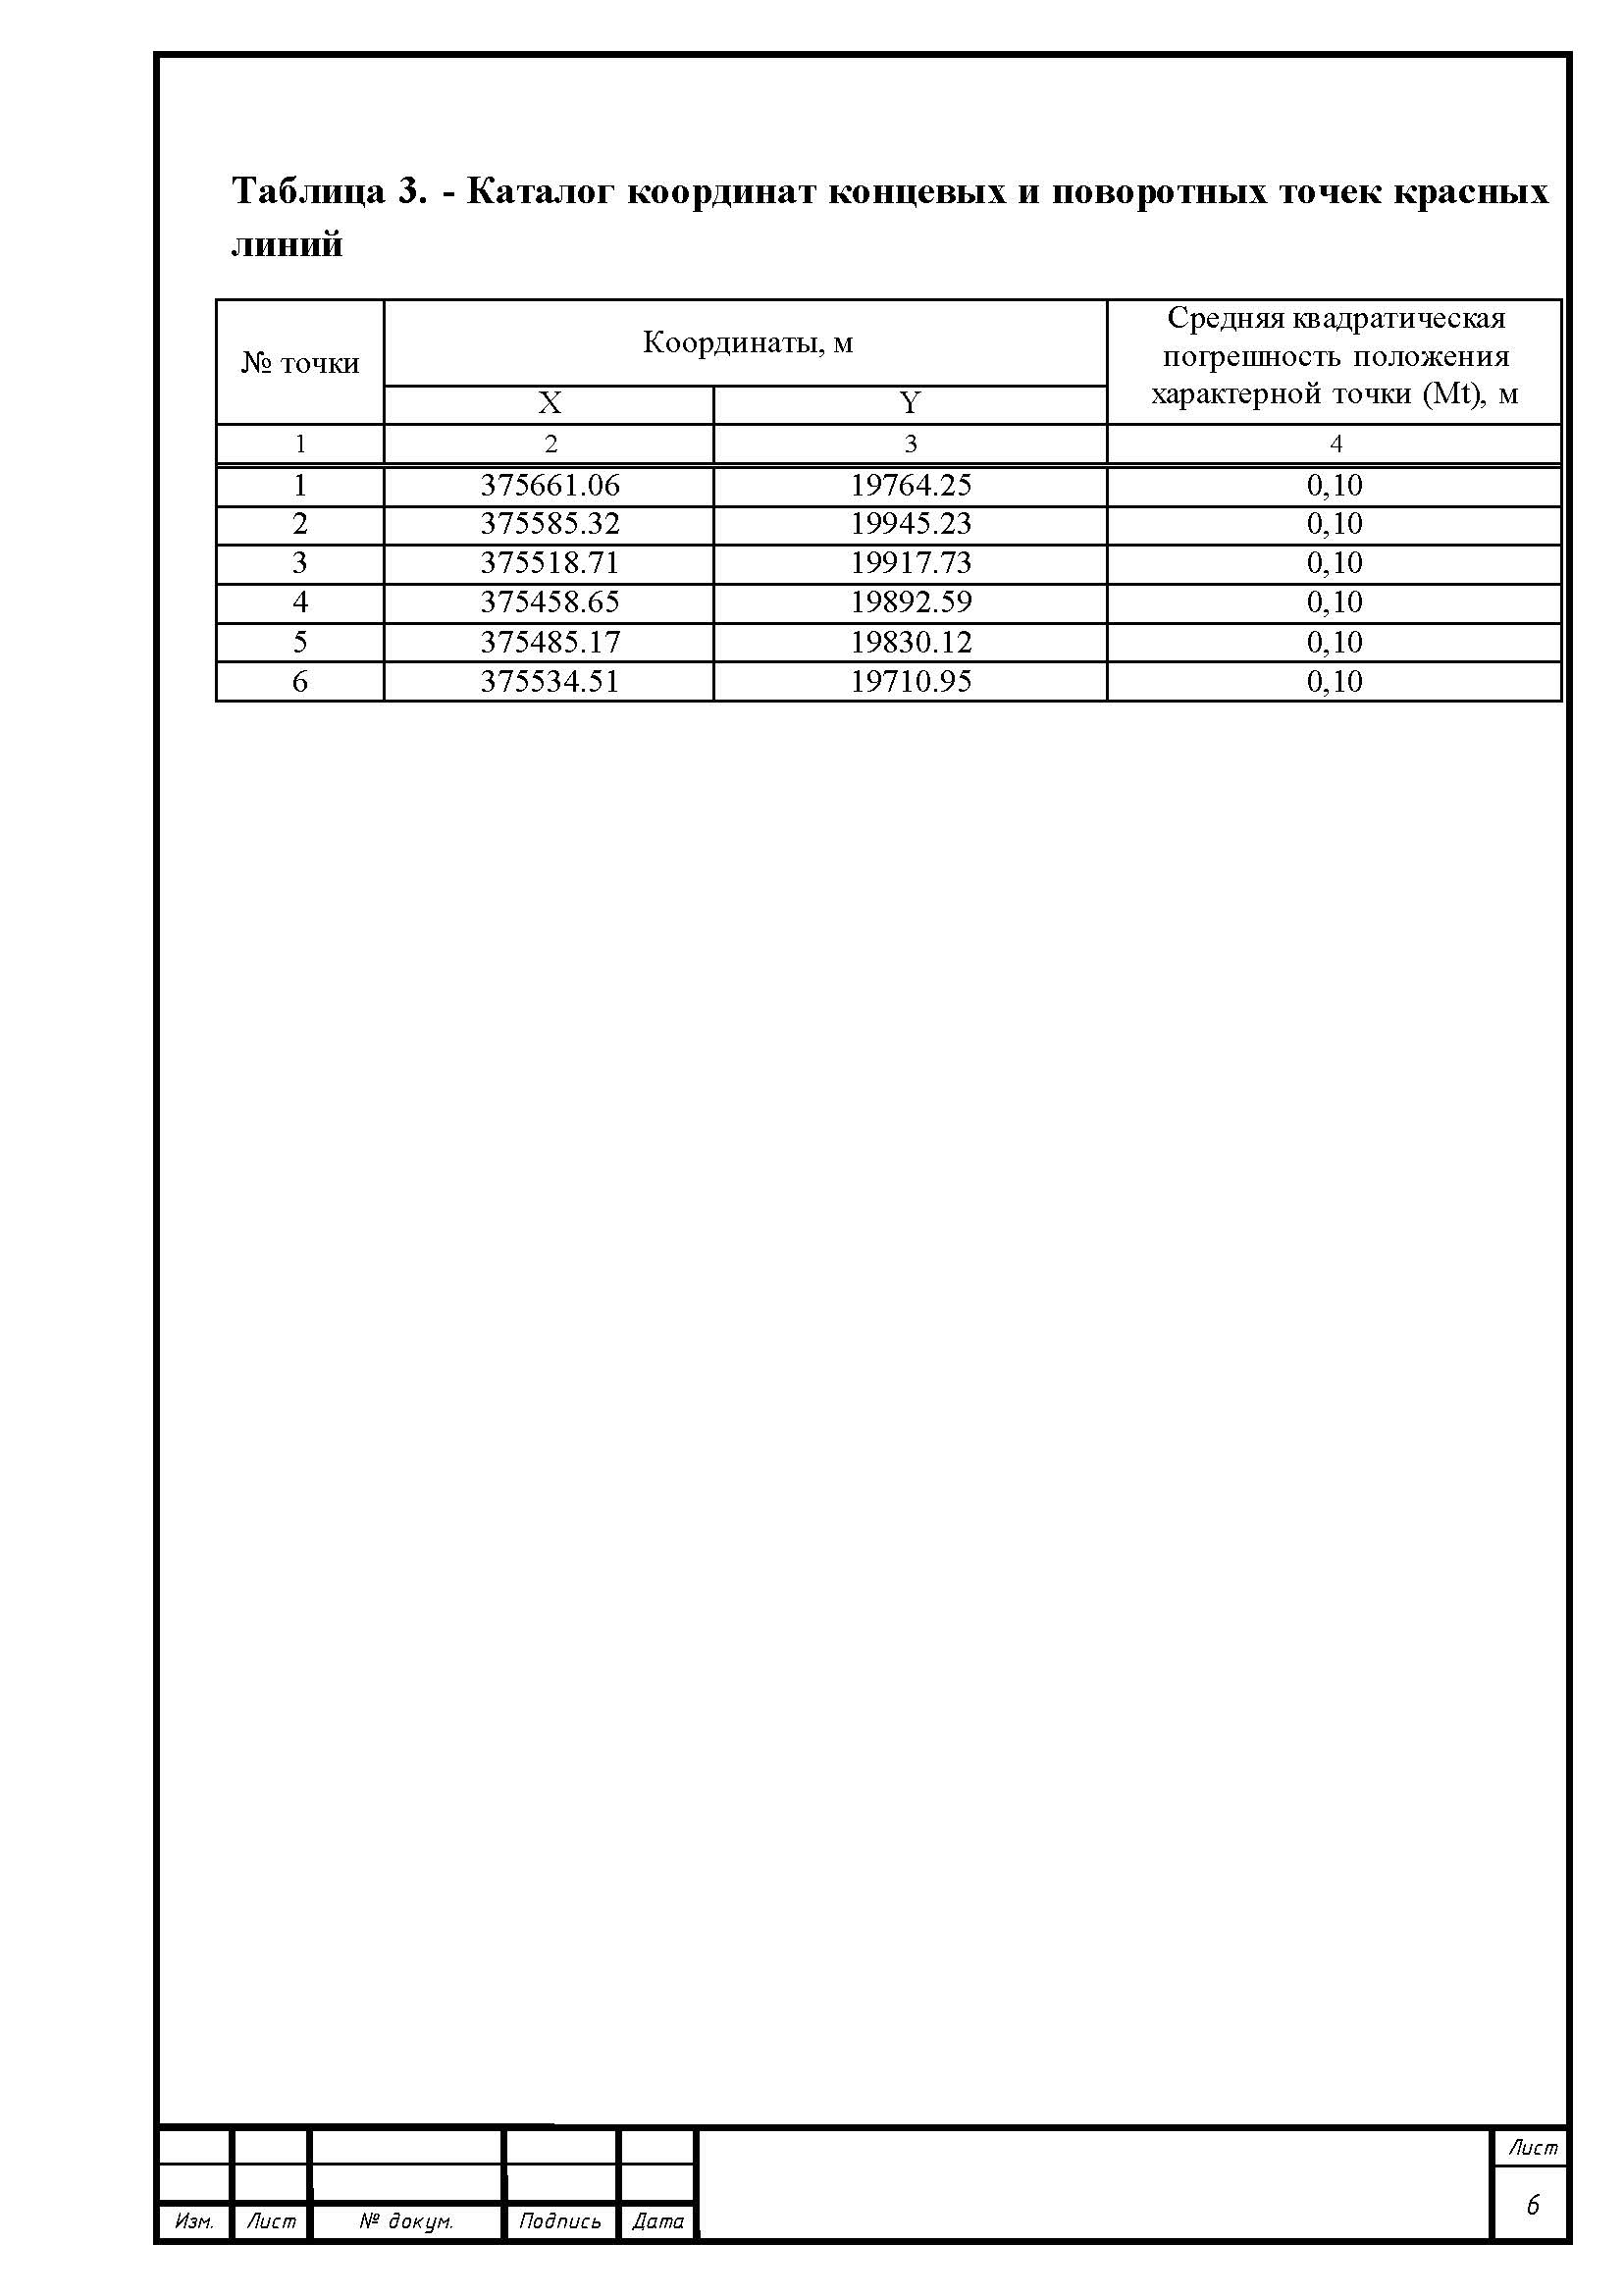 Таблица 3. - Каталог координат концевых и поворотных точек красных
линий
№ точки Координаты, м Средняя квадратическая
погрешность положения
характерной точки (Mt), м
X Y
1 2 3 4
1 375661.06 19764.25 0,10
2 375585.32 19945.23 0,10
3 375518.71 19917.73 0,10
4 375458.65 19892.59 0,10
5 375485.17 19830.12 0,10
6 375534.51 19710.95 0,10
Лист
6
Изм. Лист № докум. Подпись Дата